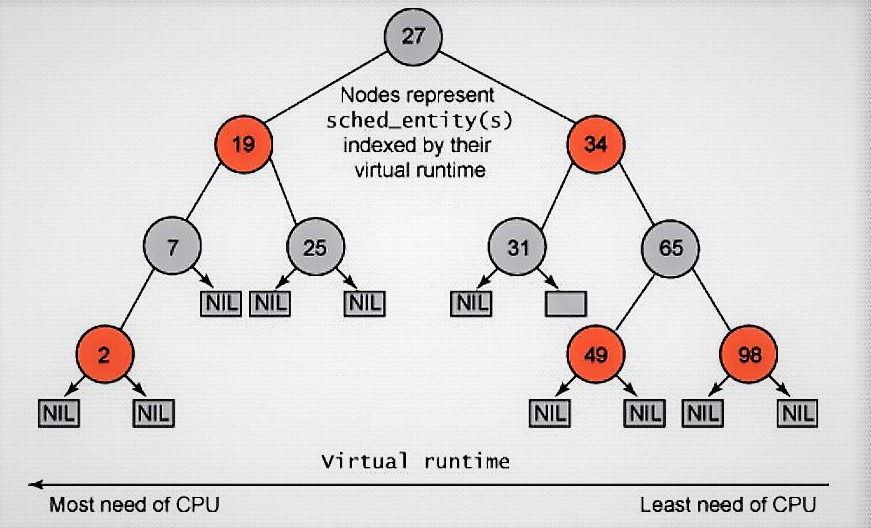 27
Nodes represent
sched_entity(s)
indexed by their
virtual runtime
19
34
7
25
31
65
NIL
NIL
NIL
NIL
2
49
98
NIL
NIL
NIL
NIL
NIL
NIL
Virtual runtime
Most need of CPU
Least need of CPU